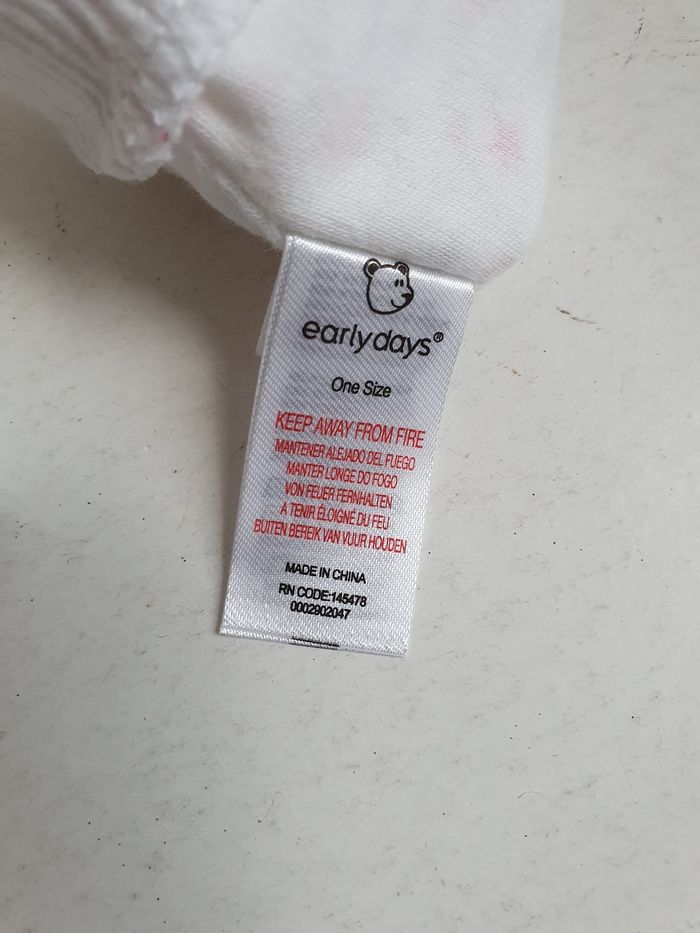 earlydays®
One Size
KEEP AWAY FROM FIRE
MANTENER ALEJADO DEL FUEGO
MANTER LONGE DO FOGO
VON FEUER FERNHALTEN
A TENIR ÉLOIGNÉ DU FEU
BUITEN BEREIK VAN VUUR HOUDEN
MADE IN CHINA
RN CODE:145478
0002902047